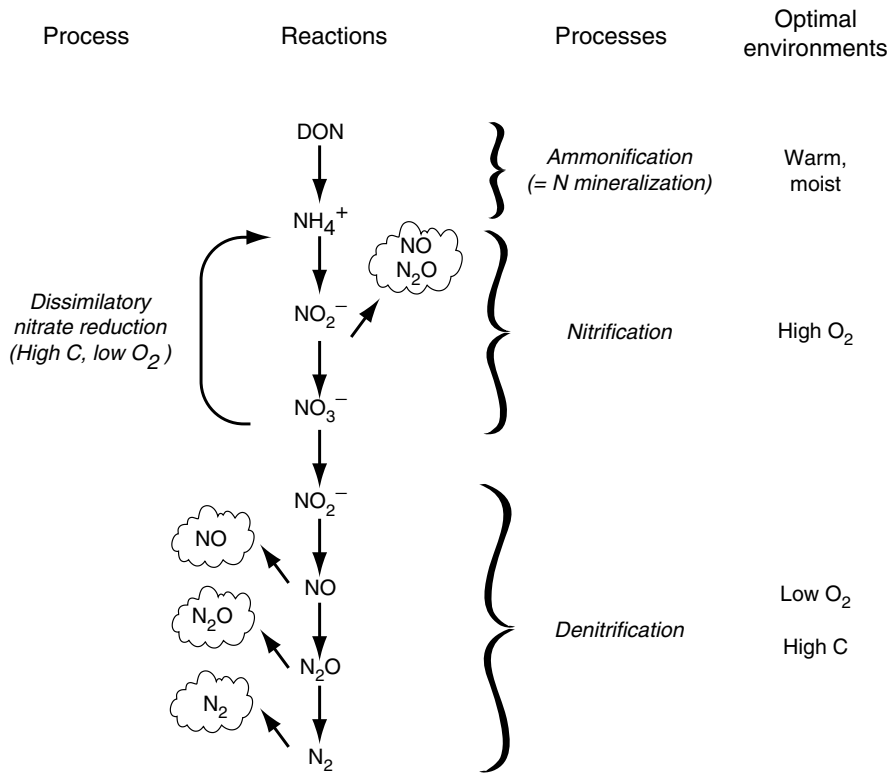 Process
Reactions
Processes
Optimal
environments
DON
Ammonification
(= N mineralization)
Warm,
moist
NH₄⁺
NO
N₂O
Dissimilatory
nitrate reduction
(High C, low O₂)
NO₂⁻
Nitrification
High O₂
NO₃⁻
NO₂⁻
NO
NO
N₂O
N₂O
Denitrification
Low O₂
High C
N₂
N₂